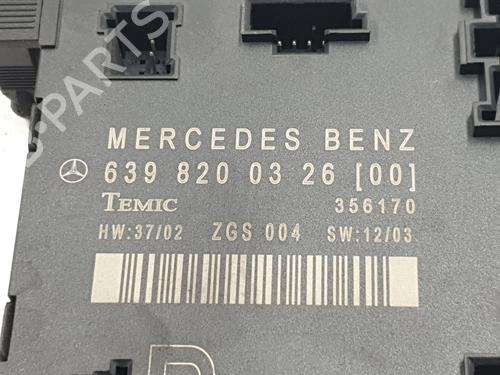 MERCEDES BENZ
639 820 03 26 [00]
TEMIC 356170
HW:37/02 ZGS 004 SW:12/03